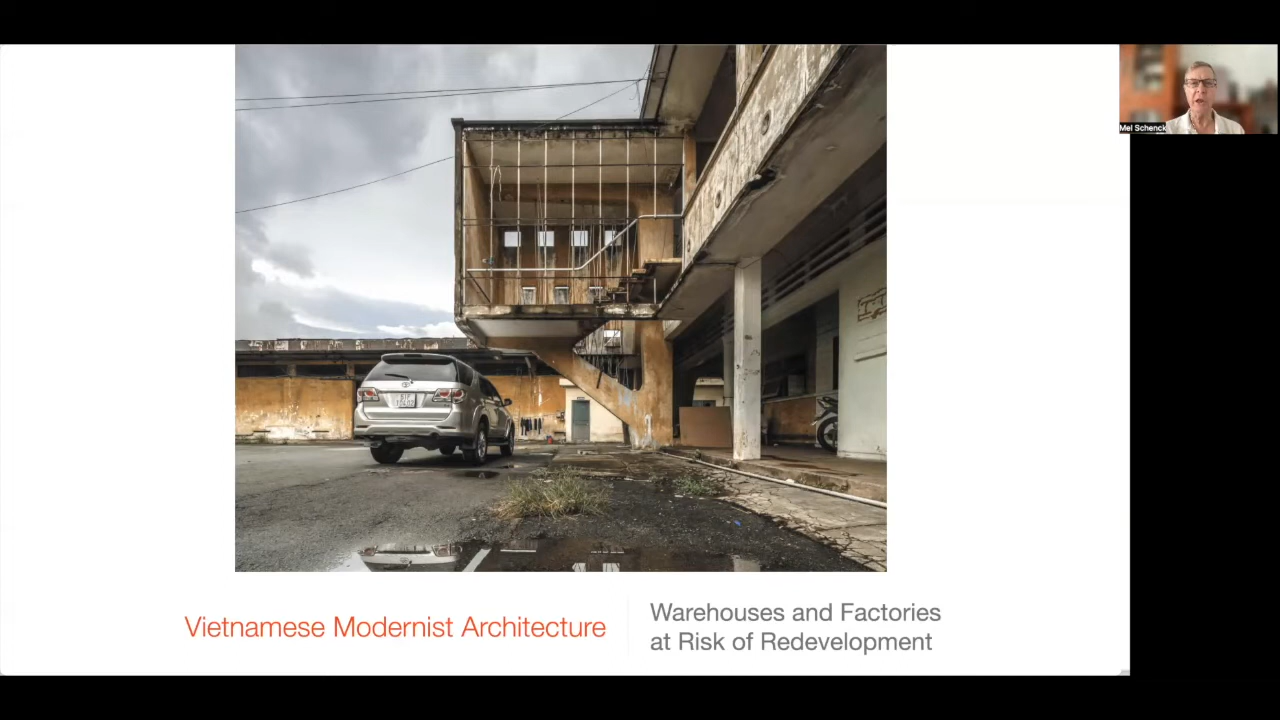 Mel Schenck
Vietnamese Modernist Architecture
Warehouses and Factories
at Risk of Redevelopment